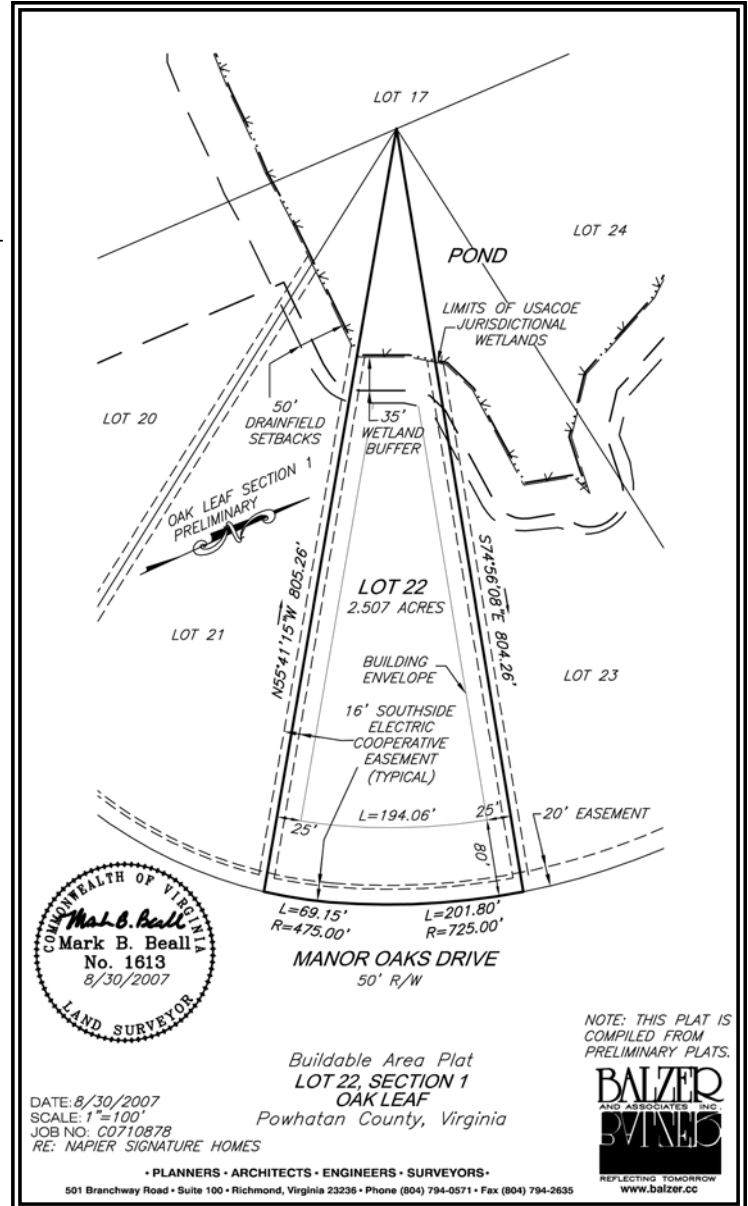 LOT 17
LOT 24
POND
LIMITS OF USACOE
JURISDICTIONAL
WETLANDS
50'
DRAINFIELD
SETBACKS
35'
WETLAND
BUFFER
LOT 20
OAK LEAF SECTION 1
PRELIMINARY
N
N55°41'15"W 805.26'
S74°56'08"E 804.26'
LOT 22
2.507 ACRES
LOT 21
LOT 23
BUILDING
ENVELOPE
16' SOUTHSIDE
ELECTRIC
COOPERATIVE
EASEMENT
(TYPICAL)
L=194.06'
25'
25'
80'
20' EASEMENT
L=69.15'
R=475.00'
L=201.80'
R=725.00'
MANOR OAKS DRIVE
50' R/W
COMMONWEALTH OF VIRGINIA
Mark B. Beall
Mark B. Beall
No. 1613
8/30/2007
LAND SURVEYOR
NOTE: THIS PLAT IS
COMPILED FROM
PRELIMINARY PLATS.
Buildable Area Plat
LOT 22, SECTION 1
OAK LEAF
Powhatan County, Virginia
DATE: 8/30/2007
SCALE: 1"=100'
JOB NO: C0710878
RE: NAPIER SIGNATURE HOMES
BALZER
AND ASSOCIATES INC.
BALZER
REFLECTING TOMORROW
www.balzer.cc
• PLANNERS • ARCHITECTS • ENGINEERS • SURVEYORS•
501 Branchway Road • Suite 100 • Richmond, Virginia 23236 • Phone (804) 794-0571 • Fax (804) 794-2635